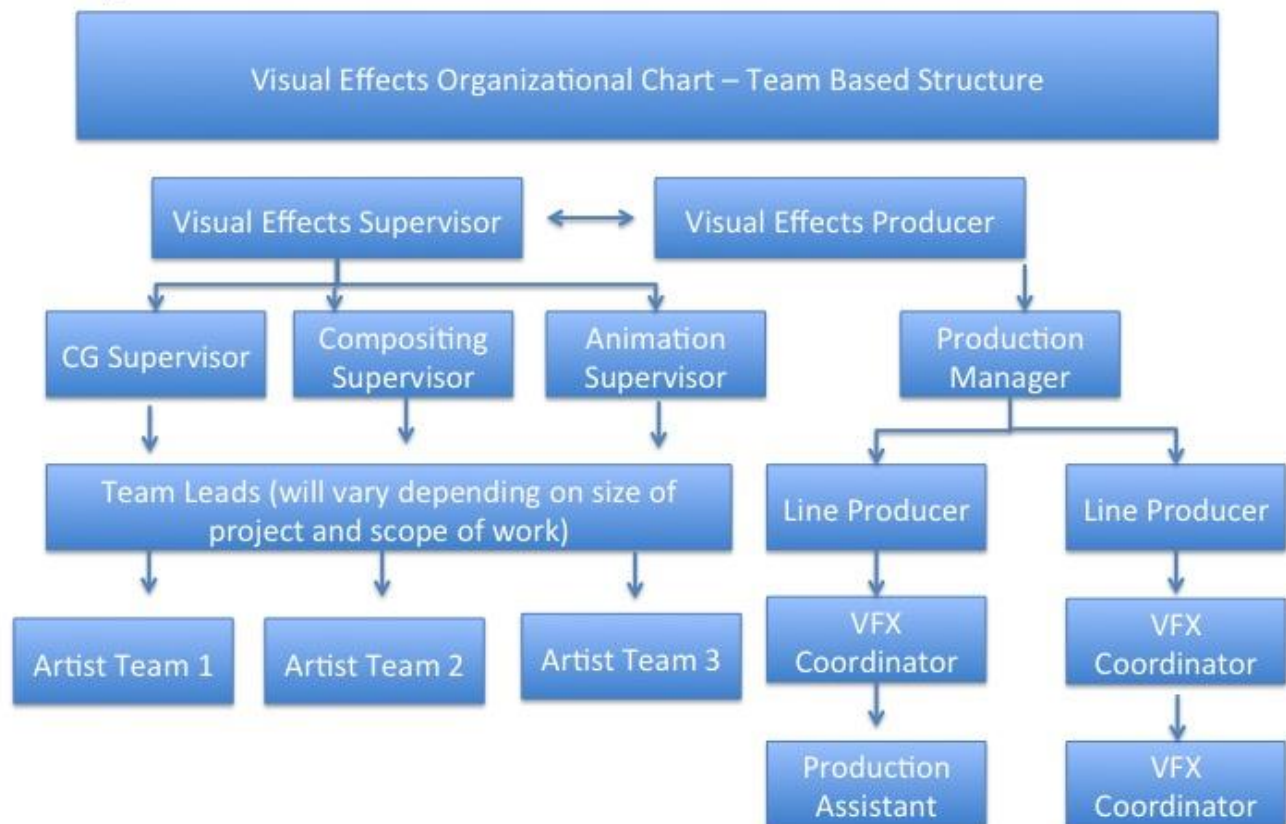 Visual Effects Organizational Chart – Team Based Structure
Visual Effects Supervisor
Visual Effects Producer
CG Supervisor
Compositing
Supervisor
Animation
Supervisor
Production
Manager
Team Leads (will vary depending on size of
project and scope of work)
Line Producer
Line Producer
Artist Team 1
Artist Team 2
Artist Team 3
VFX
Coordinator
VFX
Coordinator
Production
Assistant
VFX
Coordinator